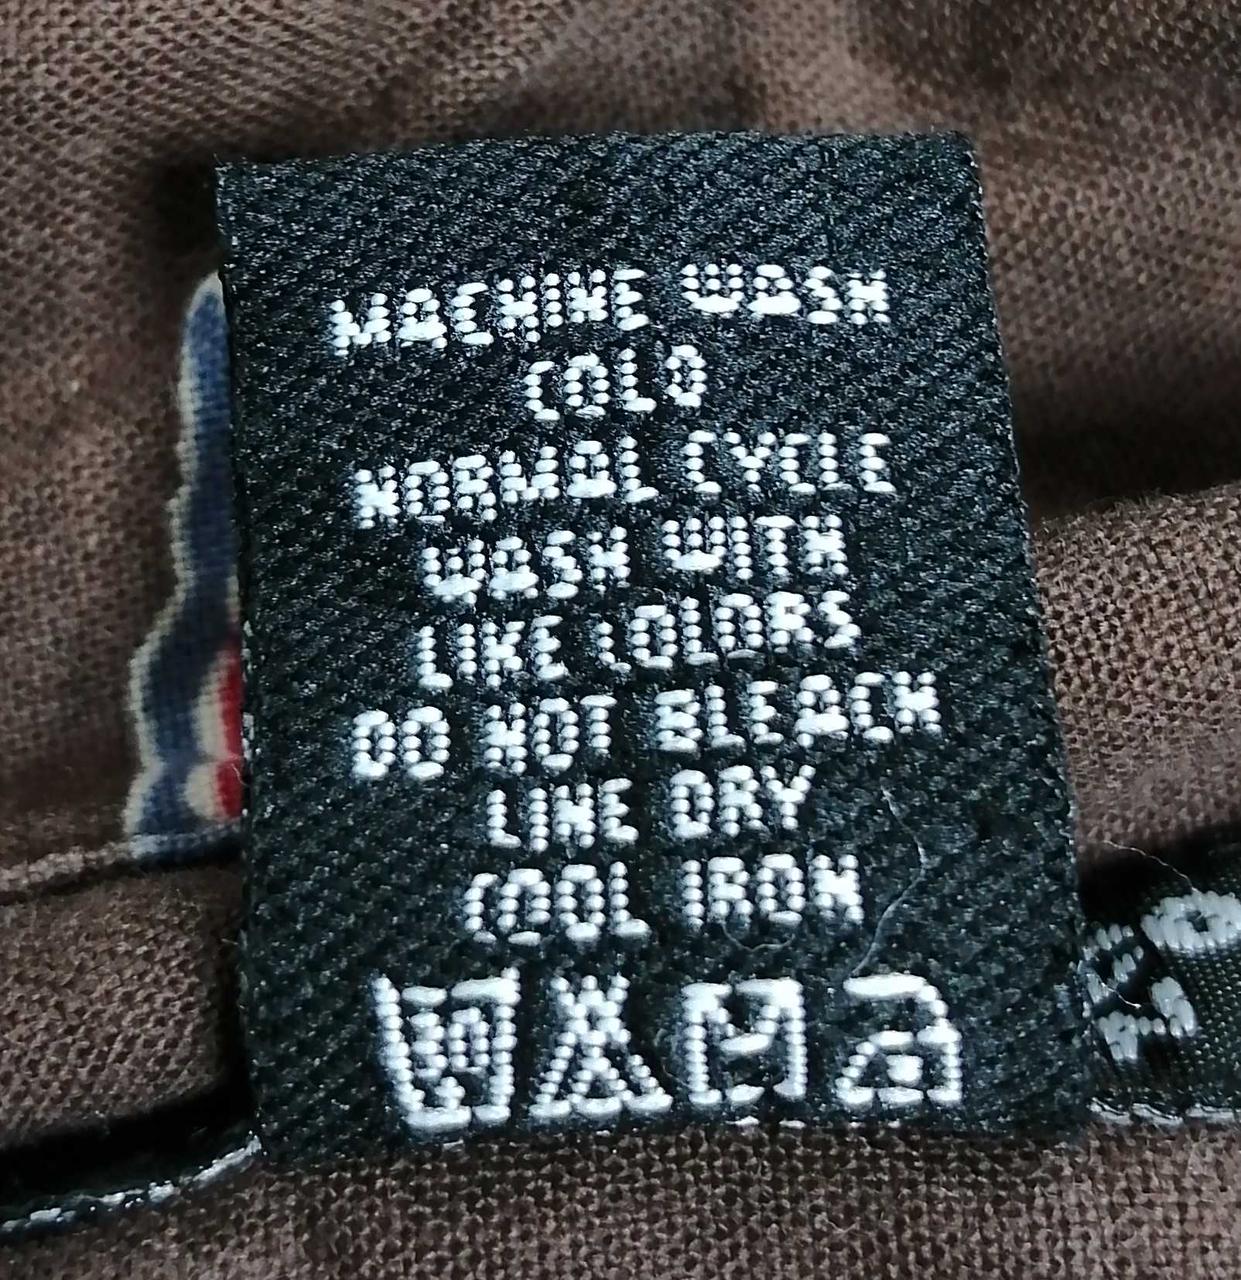 MACHINE WASH
COLD
NORMAL CYCLE
WASH WITH
LIKE COLORS
DO NOT BLEACH
LINE DRY
COOL IRON